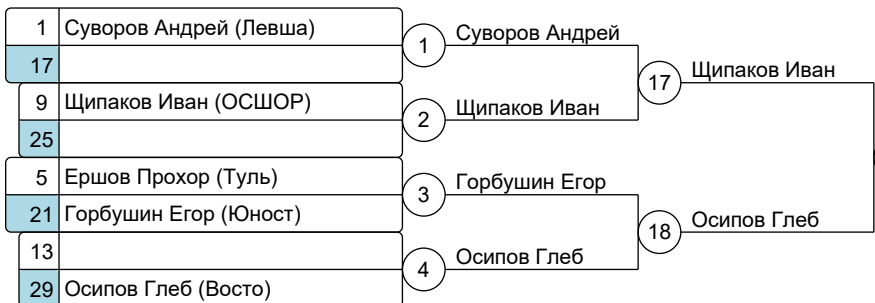 1 Суворов Андрей (Левша)
17
9 Щипаков Иван (ОСШОР)
25
5 Ершов Прохор (Туль)
21 Горбушин Егор (Юност)
13
29 Осипов Глеб (Восто)
1 Суворов Андрей
2 Щипаков Иван
3 Горбушин Егор
4 Осипов Глеб
17 Щипаков Иван
18 Осипов Глеб